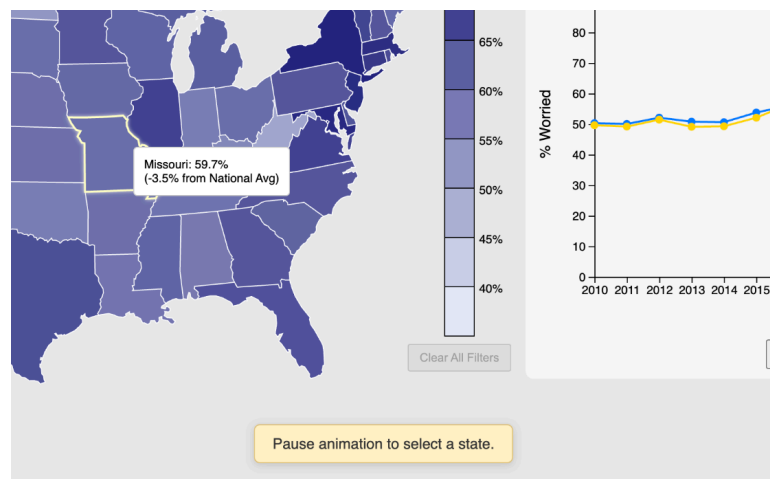 65%
60%
55%
50%
45%
40%
Missouri: 59.7%
(-3.5% from National Avg)
Clear All Filters
Pause animation to select a state.
% Worried
80
70
60
50
40
30
20
10
0
2010 2011 2012 2013 2014 2015